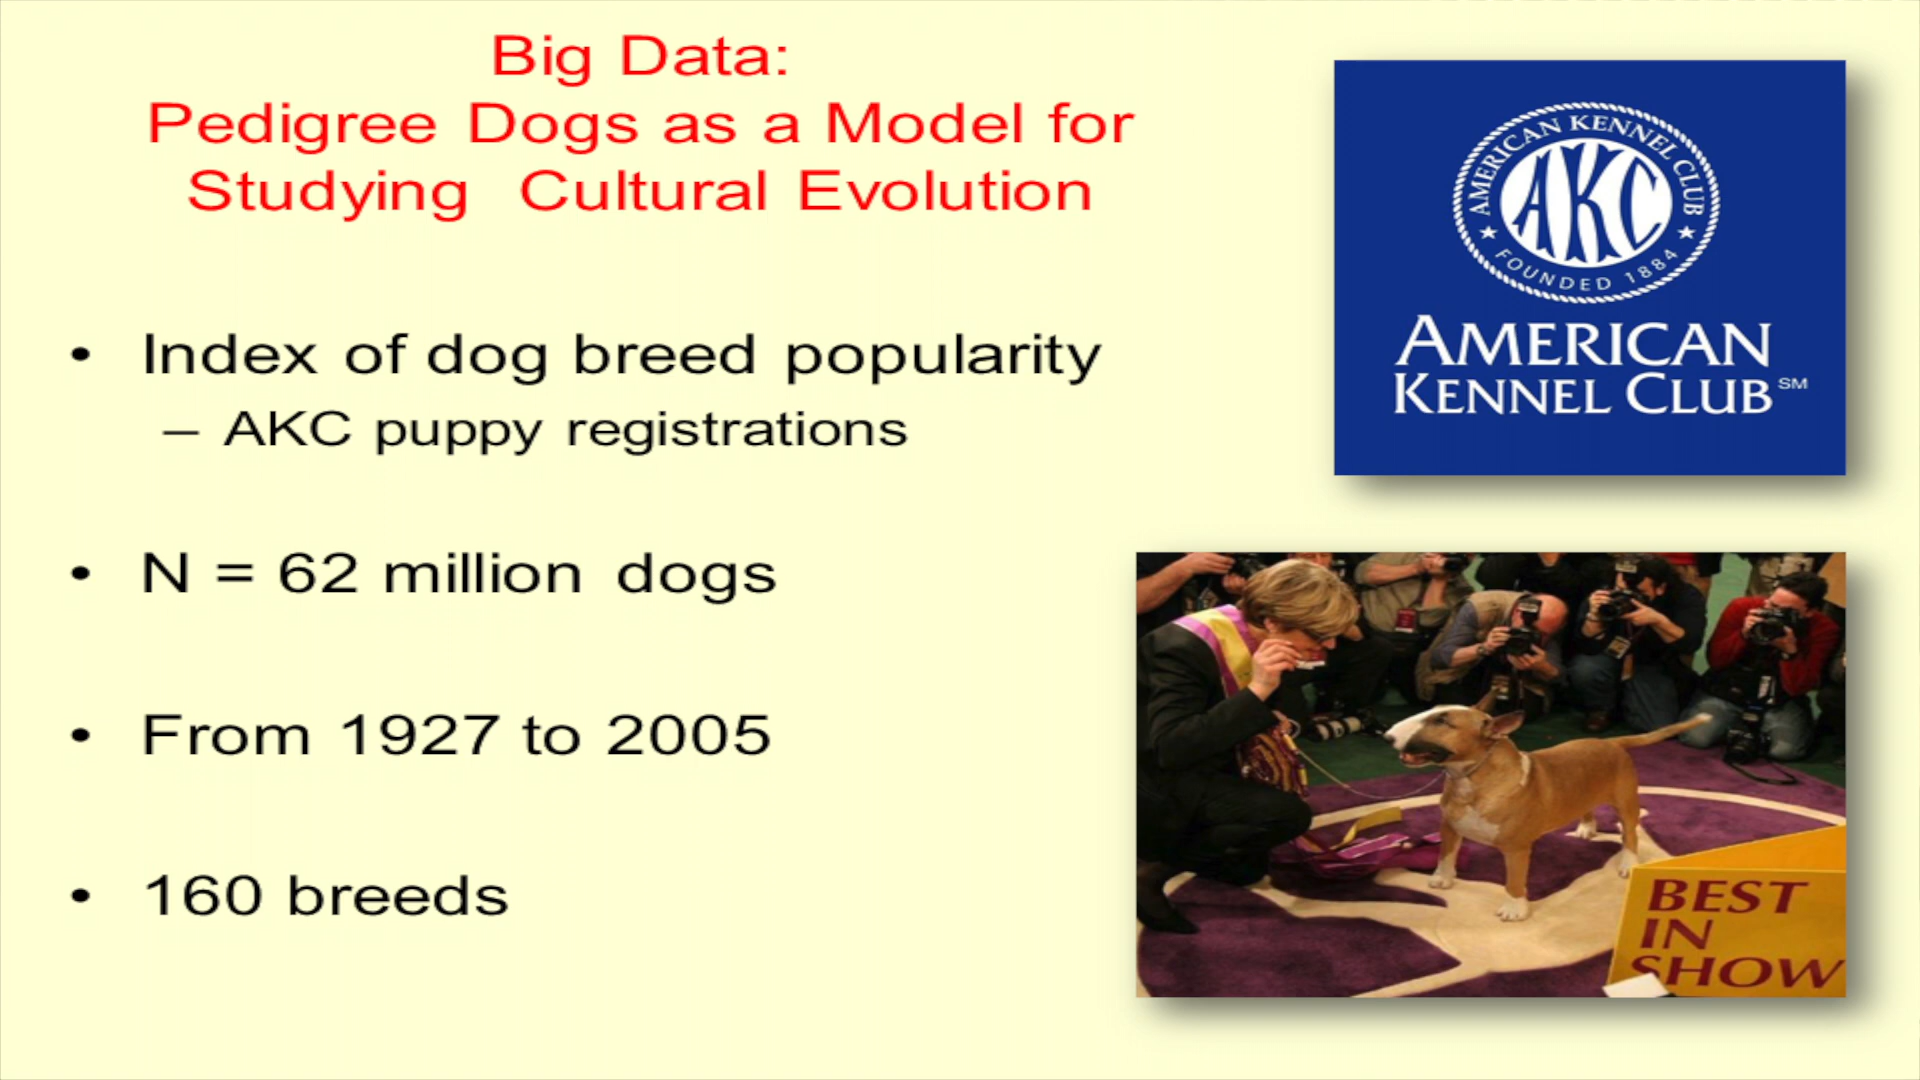 Big Data:
Pedigree Dogs as a Model for
Studying Cultural Evolution
• Index of dog breed popularity
– AKC puppy registrations
• N = 62 million dogs
• From 1927 to 2005
• 160 breeds
AMERICAN KENNEL CLUB
AKC
★ FOUNDED 1884 ★
AMERICAN
KENNEL CLUB℠
BEST
IN
SHOW